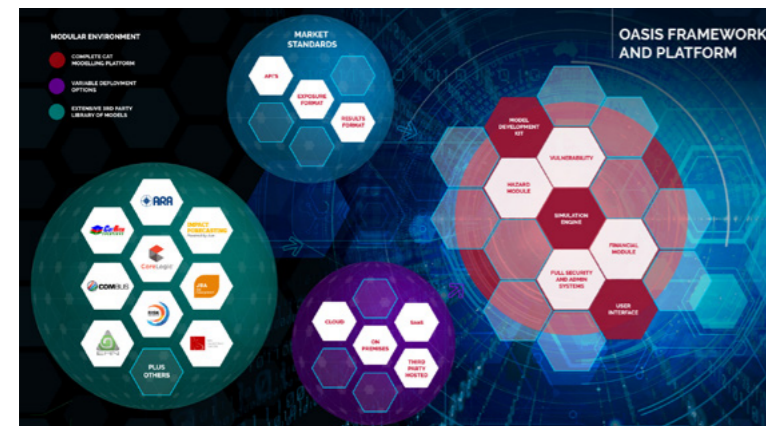 OASIS FRAMEWORK
AND PLATFORM
MODULAR ENVIRONMENT
COMPLETE CAT
MODELLING PLATFORM
VARIABLE DEPLOYMENT
OPTIONS
EXTENSIVE 3RD PARTY
LIBRARY OF MODELS
MARKET
STANDARDS
API'S
EXPOSURE
FORMAT
RESULTS
FORMAT
MODEL
DEVELOPMENT
KIT
VULNERABILITY
HAZARD
MODULE
SIMULATION
ENGINE
FINANCIAL
MODULE
FULL SECURITY
AND ADMIN
SYSTEMS
USER
INTERFACE
ARA
IMPACT
FORECASTING
CoreLogic
COMBUS
JBA
PLUS
OTHERS
CLOUD
SAAS
ON
PREMISES
THIRD
PARTY
HOSTED